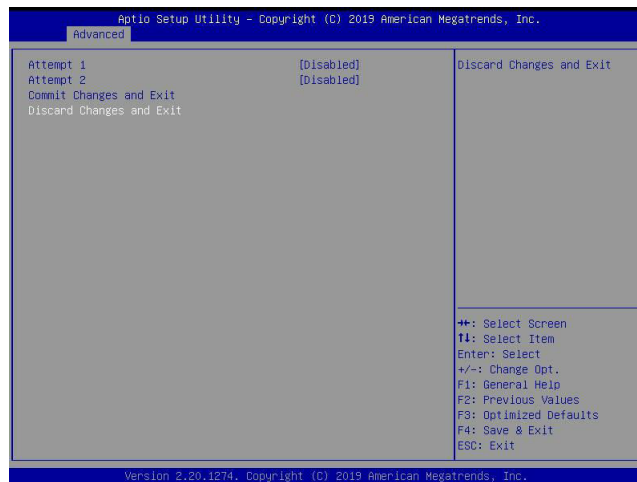 Aptio Setup Utility – Copyright (C) 2019 American Megatrends, Inc.
Advanced
Attempt 1 [Disabled] Discard Changes and Exit
Attempt 2 [Disabled]
Commit Changes and Exit
Discard Changes and Exit
→←: Select Screen
↑↓: Select Item
Enter: Select
+/-: Change Opt.
F1: General Help
F2: Previous Values
F3: Optimized Defaults
F4: Save & Exit
ESC: Exit
Version 2.20.1274. Copyright (C) 2019 American Megatrends, Inc.